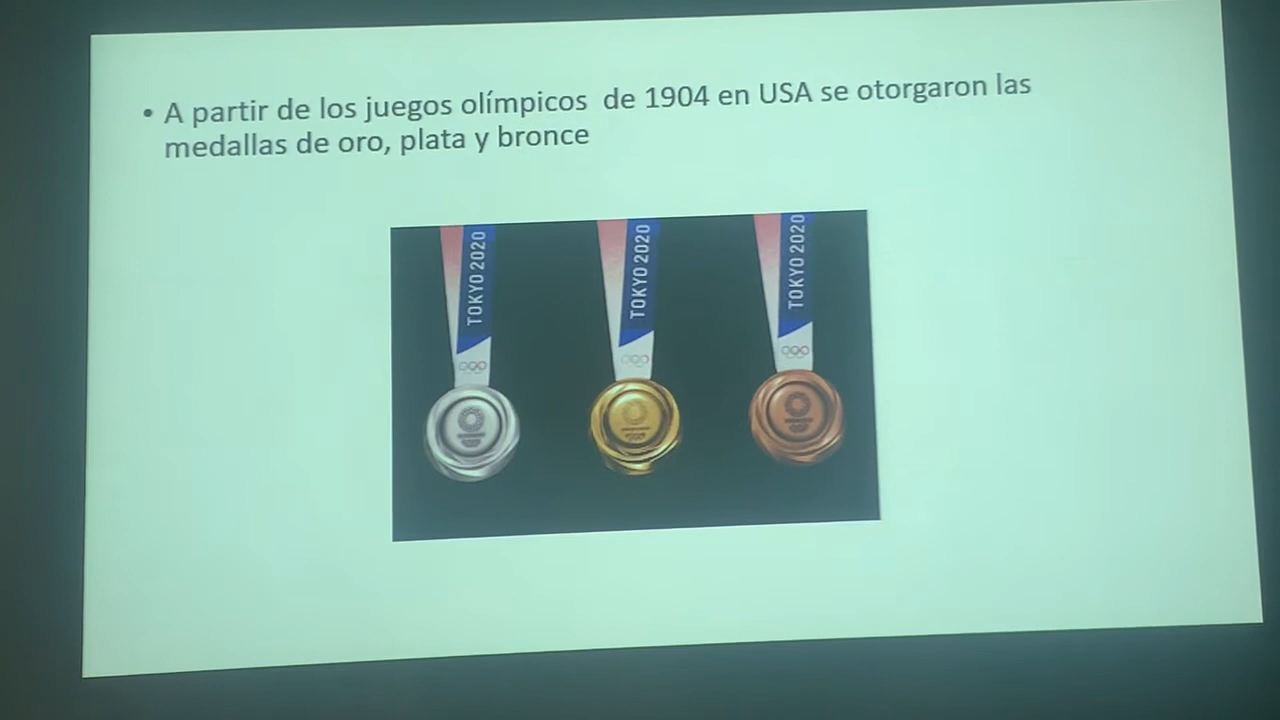 • A partir de los juegos olímpicos de 1904 en USA se otorgaron las
medallas de oro, plata y bronce
TOKYO 2020
TOKYO 2020
TOKYO 2020